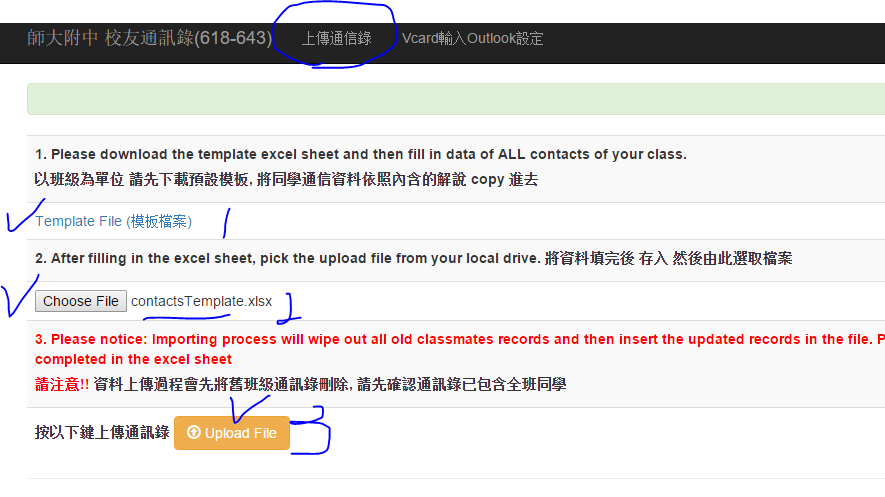 師大附中 校友通訊錄(618-643) 上傳通信錄 Vcard輸入Outlook設定
1. Please download the template excel sheet and then fill in data of ALL contacts of your class.
以班級為單位 請先下載預設模板, 將同學通信資料依照內含的解說 copy 進去
Template File (模板檔案) 1
2. After filling in the excel sheet, pick the upload file from your local drive. 將資料填完後 存入 然後由此選取檔案
Choose File contactsTemplate.xlsx 2
3. Please notice: Importing process will wipe out all old classmates records and then insert the updated records in the file. P
completed in the excel sheet
請注意!! 資料上傳過程會先將舊班級通訊錄刪除, 請先確認通訊錄已包含全班同學
按以下鍵上傳通訊錄 Upload File 3